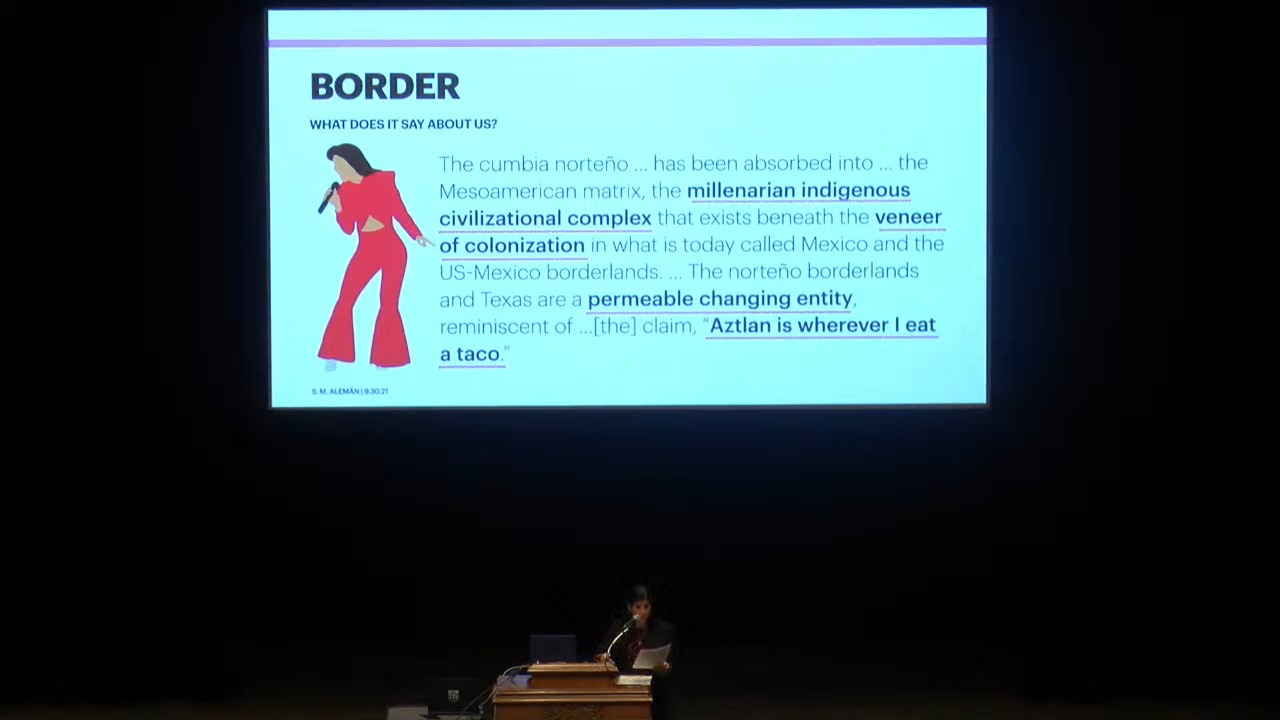 BORDER
WHAT DOES IT SAY ABOUT US?
The cumbia norteño ... has been absorbed into ... the
Mesoamerican matrix, the millenarian indigenous
civilizational complex that exists beneath the veneer
of colonization in what is today called Mexico and the
US-Mexico borderlands. ... The norteño borderlands
and Texas are a permeable changing entity,
reminiscent of ...[the] claim, “Aztlan is wherever I eat
a taco.”
S. M. ALEMÁN | 9.30.21